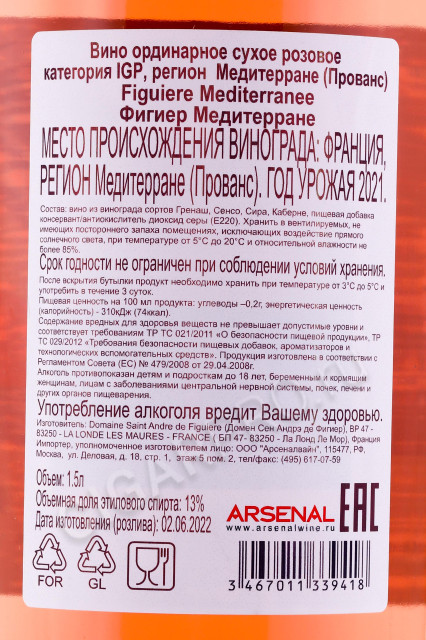 Вино ординарное сухое розовое
категория IGP, регион Медитерране (Прованс)
Figuiere Mediterranee
Фигиер Медитерране
МЕСТО ПРОИСХОЖДЕНИЯ ВИНОГРАДА: ФРАНЦИЯ,
РЕГИОН Медитерране (Прованс). ГОД УРОЖАЯ 2021.
Состав: вино из винограда сортов Гренаш, Сенсо, Сира, Каберне, пищевая добавка
консервант/антиокислитель диоксид серы (Е220). Хранить в вентилируемых, не
имеющих постороннего запаха помещениях, исключающих воздействие прямого
солнечного света, при температуре от 5°С до 20°С и относительной влажности не
более 85%.
Срок годности не ограничен при соблюдении условий хранения.
После вскрытия бутылки продукт необходимо хранить при температуре от 3°С до 5°С и
употребить в течение 3 суток.
Пищевая ценность на 100 мл продукта: углеводы –0,2г, энергетическая ценность
(калорийность) - 310кДж (74ккал).
Содержание вредных для здоровья веществ не превышает допустимые уровни и
соответствует требованиям ТР ТС 021/2011 «О безопасности пищевой продукции», ТР
ТС 029/2012 «Требования безопасности пищевых добавок, ароматизаторов и
технологических вспомогательных средств». Продукция изготовлена в соответствии с
Регламентом Совета (ЕС) № 479/2008 от 29.04.2008г.
Алкоголь противопоказан детям и подросткам до 18 лет, беременным и кормящим
женщинам, лицам с заболеваниями центральной нервной системы, почек, печени и
других органов пищеварения.
Употребление алкоголя вредит Вашему здоровью.
Изготовитель: Domaine Saint Andre de Figuiere (Домен Сен Андрэ де Фигиер), BP 47 -
83250 - LA LONDE LES MAURES - FRANCE ( БП 47- 83250 - Ла Лонд Ле Мор), Франция
Импортер, уполномоченное изготовителем лицо: ООО "Арсеналвайн", 115477, РФ,
Москва, ул. Деловая, д. 18, стр. 1, этаж 5 пом. 2, тел/факс: (495) 617-07-59
Объем: 1.5л
Объемная доля этилового спирта: 13%
Дата изготовления (розлива): 02.06.2022
ARSENAL
www.arsenalwine.ru
EAC
FOR
GL
3 467011 339418